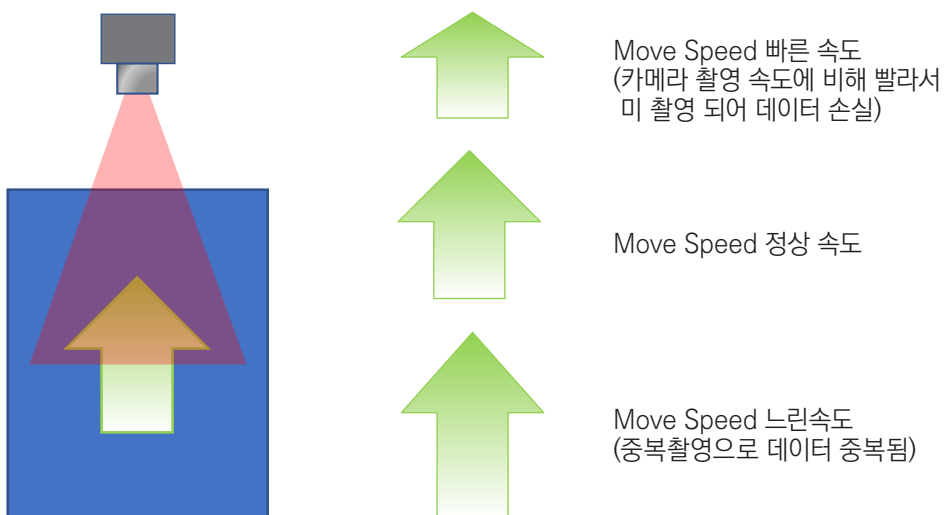 Move Speed 빠른 속도
(카메라 촬영 속도에 비해 빨라서
미 촬영 되어 데이터 손실)
Move Speed 정상 속도
Move Speed 느린속도
(중복촬영으로 데이터 중복됨)